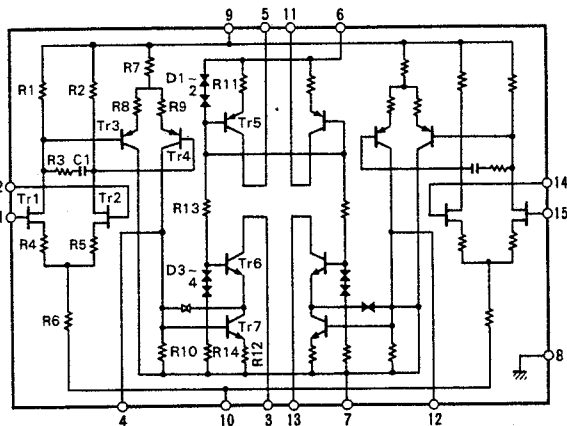 9 5 11 6
R1 R2 R7 D1~2 R11
R8 R9
Tr3 Tr5
Tr4
R3 C1
2 14
Tr1 Tr2 R13
1 15
R4 R5
Tr6
D3~4
R6 Tr7
R10 R14 R12 8
4 10 3 13 7 12